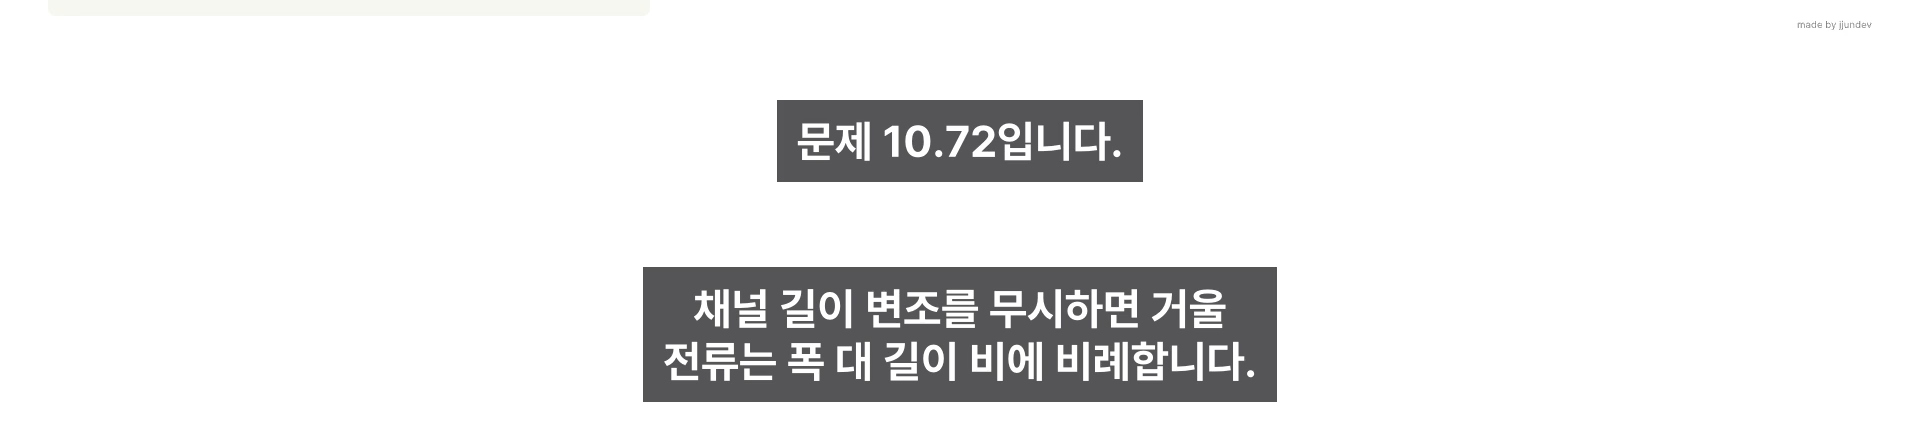 made by jjundev
문제 10.72입니다.
채널 길이 변조를 무시하면 거울
전류는 폭 대 길이 비에 비례합니다.